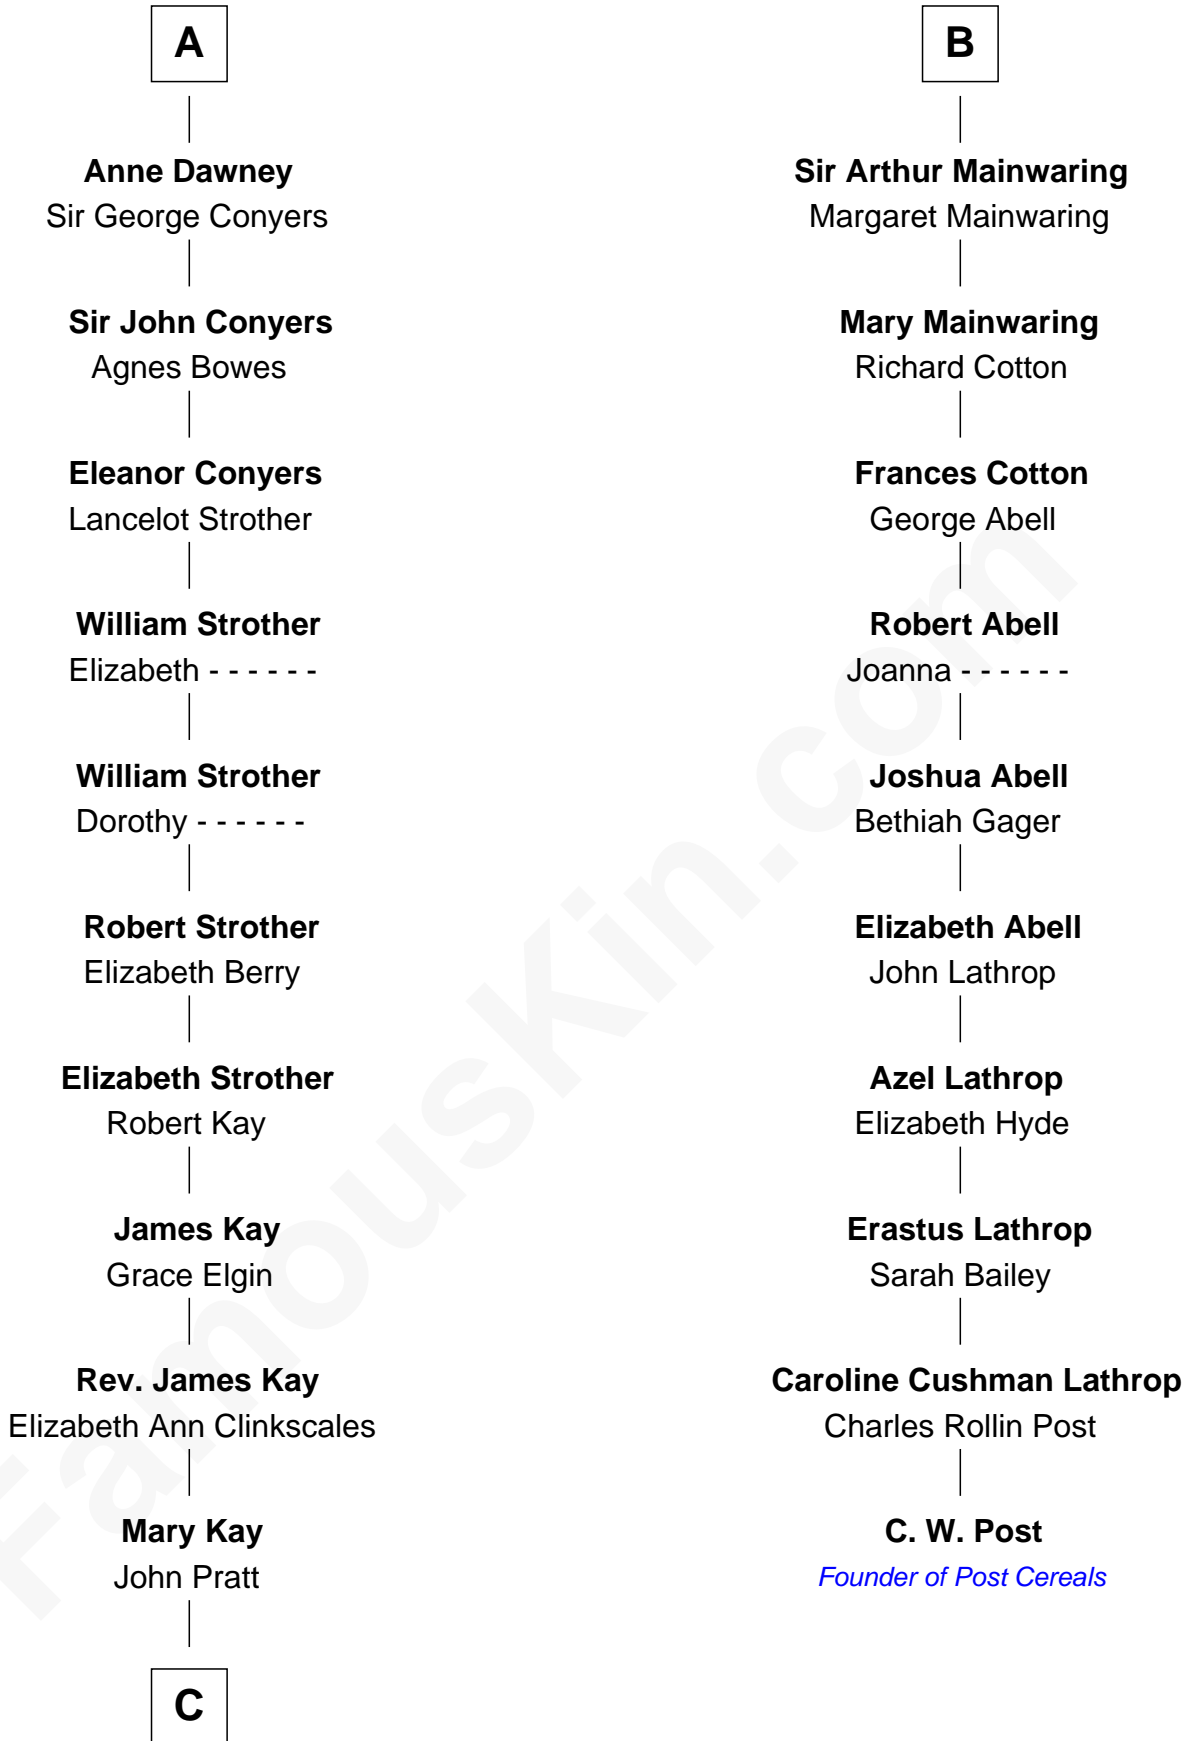 A
Anne Dawney
Sir George Conyers
Sir John Conyers
Agnes Bowes
Eleanor Conyers
Lancelot Strother
William Strother
Elizabeth - - - - - -
William Strother
Dorothy - - - - - -
Robert Strother
Elizabeth Berry
Elizabeth Strother
Robert Kay
James Kay
Grace Elgin
Rev. James Kay
Elizabeth Ann Clinkscales
Mary Kay
John Pratt
C
B
Sir Arthur Mainwaring
Margaret Mainwaring
Mary Mainwaring
Richard Cotton
Frances Cotton
George Abell
Robert Abell
Joanna - - - - - -
Joshua Abell
Bethiah Gager
Elizabeth Abell
John Lathrop
Azel Lathrop
Elizabeth Hyde
Erastus Lathrop
Sarah Bailey
Caroline Cushman Lathrop
Charles Rollin Post
C. W. Post
Founder of Post Cereals
FamousKin.com